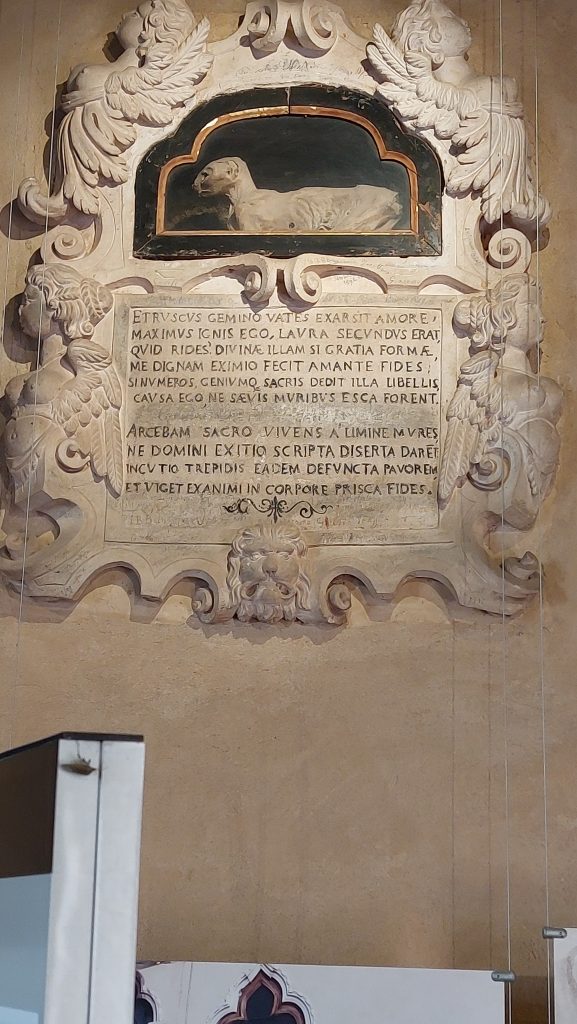 ETRUSCUS GEMINO VATES EXARSIT AMORE,
MAXIMUS IGNIS EGO, LAVRA SECVNDVS ERAT,
QVID RIDES? DIVINÆ ILLAM SI GRATIA FORMÆ,
ME DIGNAM EXIMIO FECIT AMANTE FIDES;
SI NVMEROS, GENIVMQ. SACRIS DEDIT ILLA LIBELLIS,
CAVSA EGO, NE SÆVIS MVRIBVS ESCA FORENT.
ARCEBAM SACRO VIVENS A' LIMINE MVRES,
NE DOMINI EXITIO SCRIPTA DISERTA DARET
INCVTIO TREPIDIS EADEM DEFVNCTA PAVOREM
ET VIGET EXANIMI IN CORPORE PRISCA FIDES.